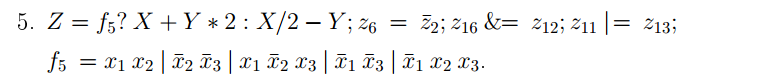 5. Z = f₅? X + Y ∗ 2 : X/2 – Y; z₆ = z̄₂; z₁₆ &= z₁₂; z₁₁ |= z₁₃;
f₅ = x₁ x₂ | x̄₂ x̄₃ | x₁ x̄₂ x₃ | x̄₁ x̄₃ | x̄₁ x₂ x₃.